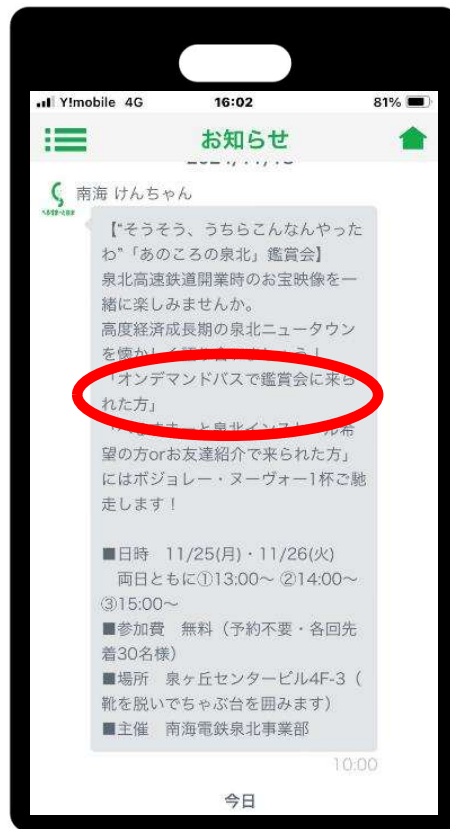 Y!mobile 4G 16:02 81%
お知らせ
南海 けんちゃん
【“そうそう、うちらこんなんやった
わ”「あのころの泉北」鑑賞会】
泉北高速鉄道開業時のお宝映像を一
緒に楽しみませんか。
高度経済成長期の泉北ニュータウン
を懐かしく
「オンデマンドバスで鑑賞会に来ら
れた方」
泉北インストール希
望の方orお友達紹介で来られた方」
にはボジョレー・ヌーヴォー1杯ご馳
走します！
■日時　11/25(月)・11/26(火)
両日ともに①13:00～ ②14:00～
③15:00～
■参加費　無料（予約不要・各回先
着30名様）
■場所　泉ヶ丘センタービル4F-3（
靴を脱いでちゃぶ台を囲みます）
■主催　南海電鉄泉北事業部
10:00
今日